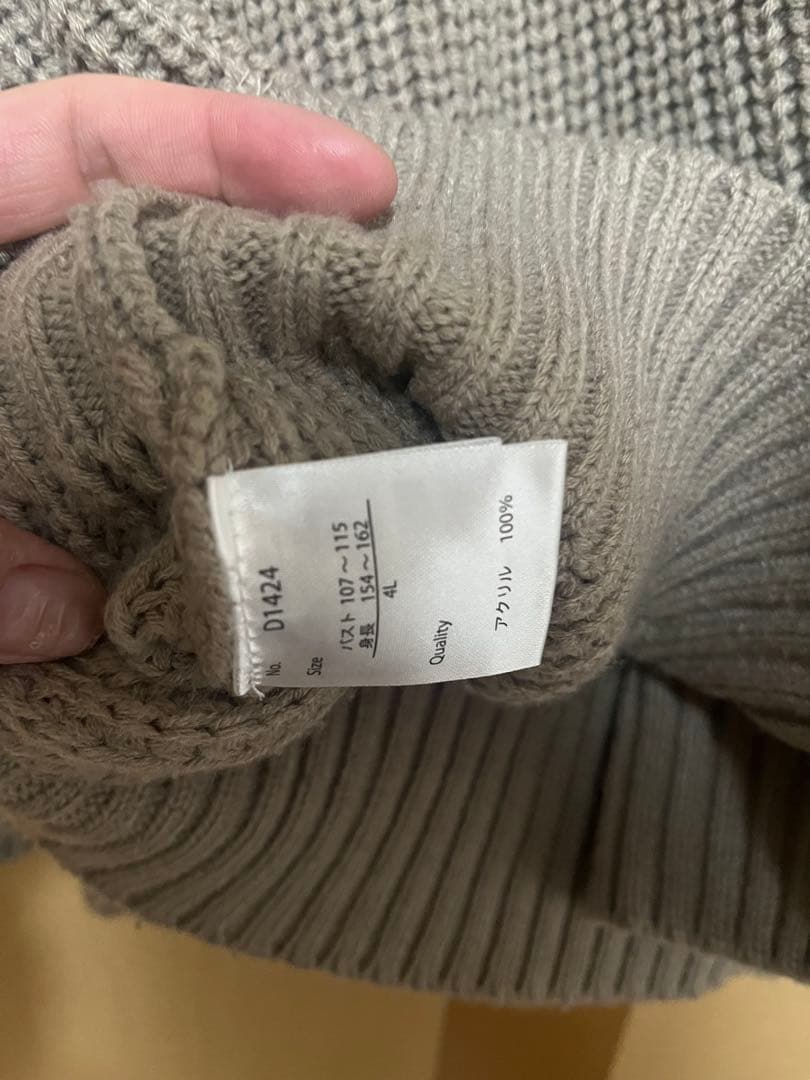 No. D1424
Size
バスト 107～115
身長 154～162
4L
Quality
アクリル 100%